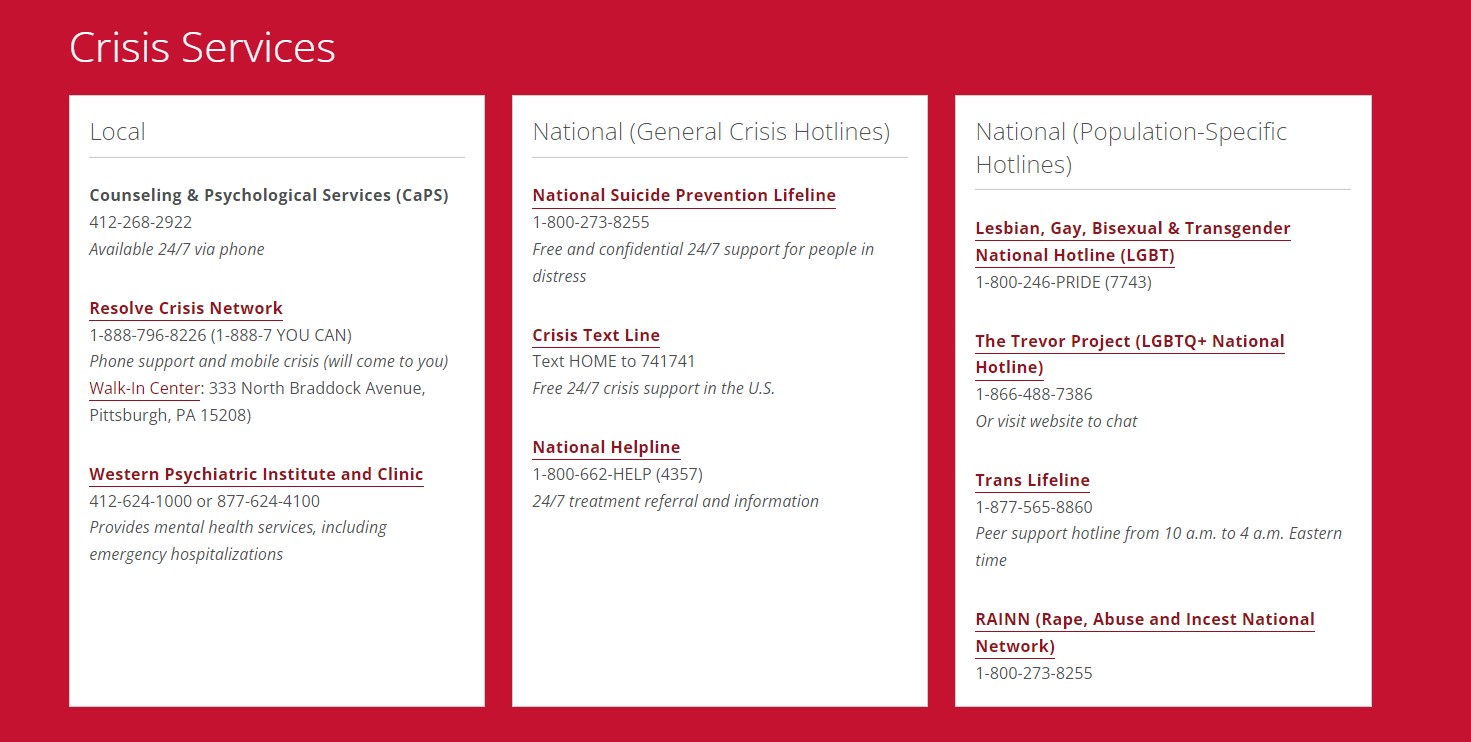 Crisis Services
Local
Counseling & Psychological Services (CaPS)
412-268-2922
Available 24/7 via phone
Resolve Crisis Network
1-888-796-8226 (1-888-7 YOU CAN)
Phone support and mobile crisis (will come to you)
Walk-In Center: 333 North Braddock Avenue,
Pittsburgh, PA 15208)
Western Psychiatric Institute and Clinic
412-624-1000 or 877-624-4100
Provides mental health services, including
emergency hospitalizations
National (General Crisis Hotlines)
National Suicide Prevention Lifeline
1-800-273-8255
Free and confidential 24/7 support for people in
distress
Crisis Text Line
Text HOME to 741741
Free 24/7 crisis support in the U.S.
National Helpline
1-800-662-HELP (4357)
24/7 treatment referral and information
National (Population-Specific
Hotlines)
Lesbian, Gay, Bisexual & Transgender
National Hotline (LGBT)
1-800-246-PRIDE (7743)
The Trevor Project (LGBTQ+ National
Hotline)
1-866-488-7386
Or visit website to chat
Trans Lifeline
1-877-565-8860
Peer support hotline from 10 a.m. to 4 a.m. Eastern
time
RAINN (Rape, Abuse and Incest National
Network)
1-800-273-8255